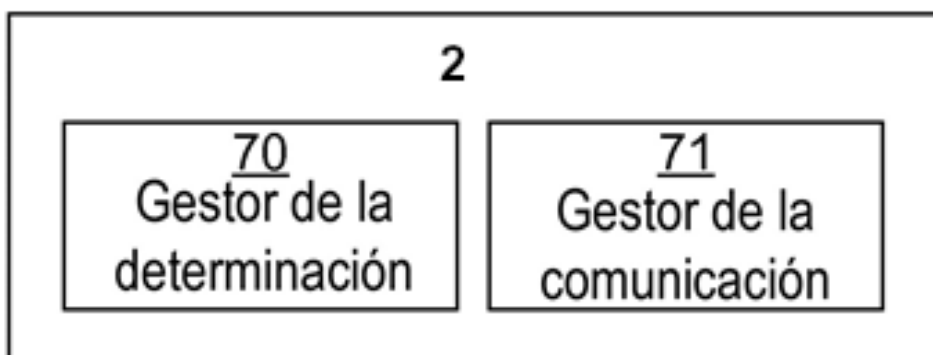 2
70
Gestor de la
determinación
71
Gestor de la
comunicación